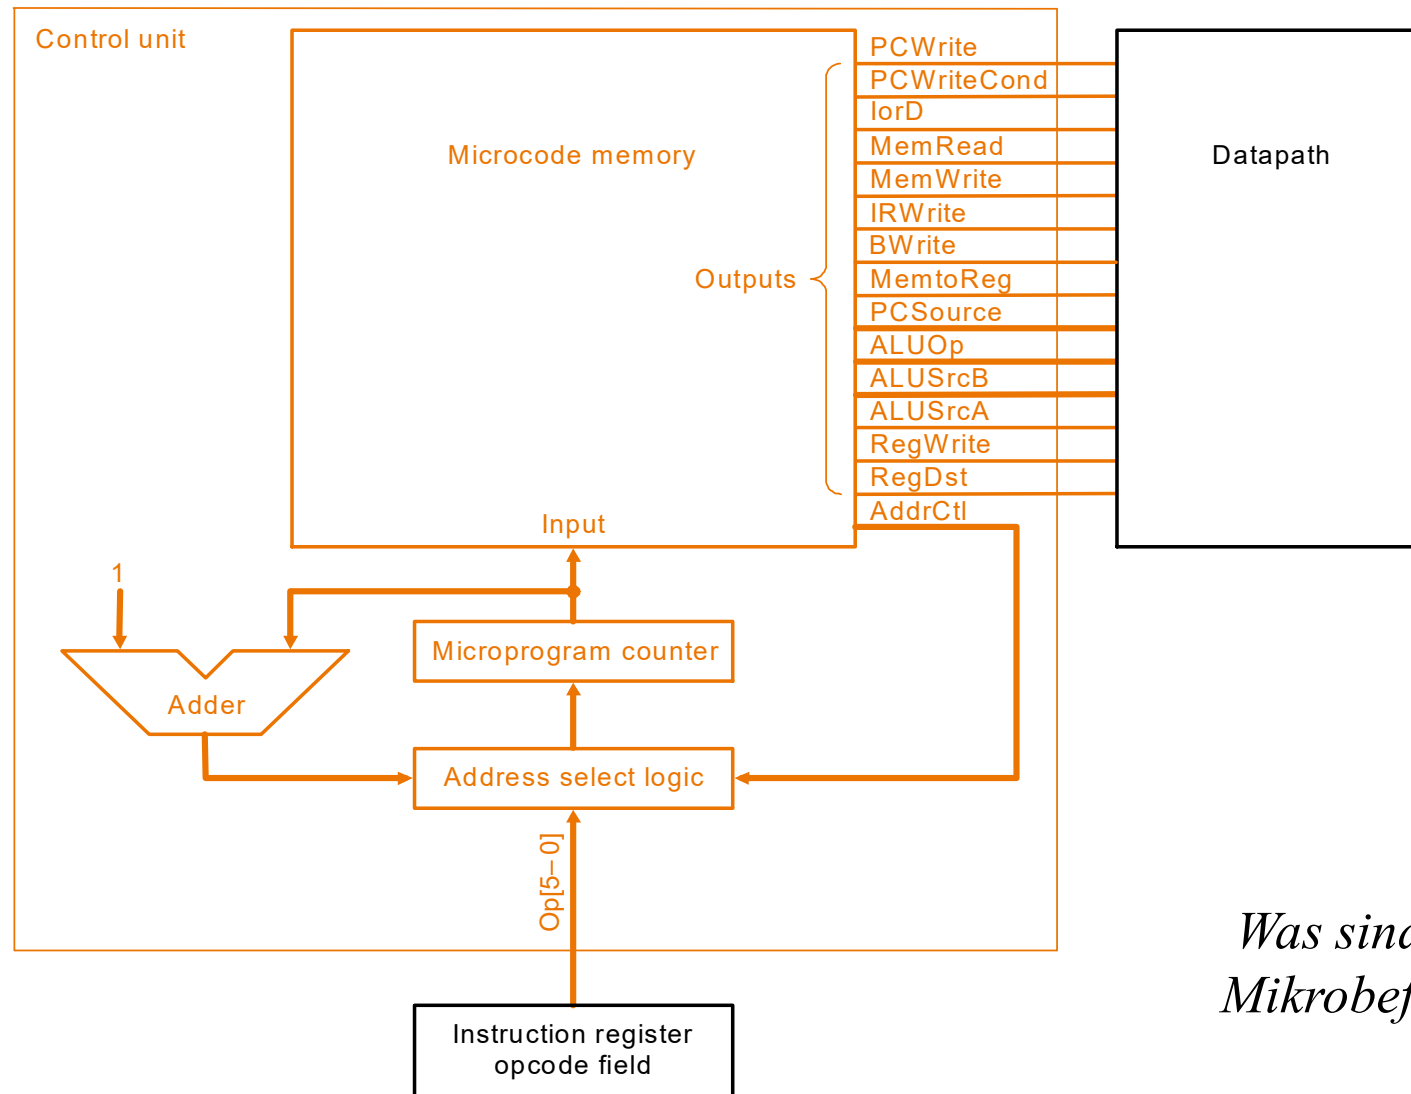 Control unit
PCWrite
PCWriteCond
IorD
MemRead
Microcode memory
Datapath
MemWrite
IRWrite
BWrite
Outputs
MemtoReg
PCSource
ALUOp
ALUSrcB
ALUSrcA
RegWrite
RegDst
AddrCtl
Input
1
Microprogram counter
Adder
Address select logic
Op[5–0]
Was
Instruction register
opcode field